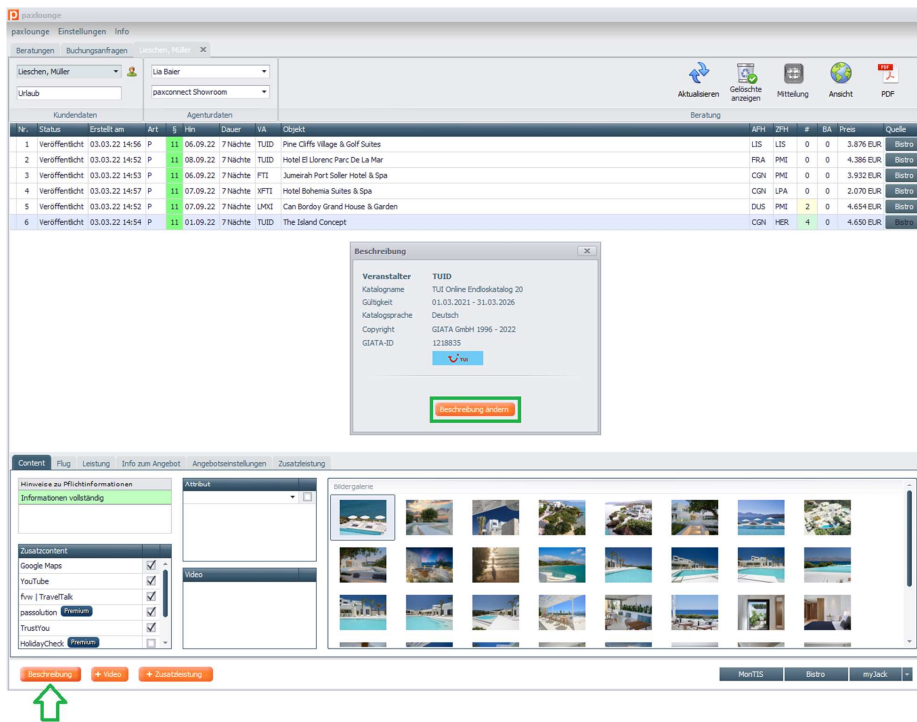 paxlounge
paxlounge Einstellungen Info
Beratungen Buchungsanfragen Lieschen, Müller
Lieschen, Müller Lia Baier
Urlaub paxconnect Showroom
Aktualisieren Gelöschte anzeigen Mitteilung Ansicht PDF
Kundendaten Agenturdaten Beratung
Nr. Status Erstellt am Art § Hin Dauer VA Objekt AFH ZFH # BA Preis Quelle
1 Veröffentlicht 03.03.22 14:56 P 11 06.09.22 7 Nächte TUID Pine Cliffs Village & Golf Suites LIS LIS 0 0 3.876 EUR Bistro
2 Veröffentlicht 03.03.22 14:52 P 11 08.09.22 7 Nächte TUID Hotel El Llorenc Parc De La Mar FRA PMI 0 0 4.386 EUR Bistro
3 Veröffentlicht 03.03.22 14:53 P 11 06.09.22 7 Nächte FTI Jumeirah Port Soller Hotel & Spa CGN PMI 0 0 3.932 EUR Bistro
4 Veröffentlicht 03.03.22 14:57 P 11 07.09.22 7 Nächte XFTI Hotel Bohemia Suites & Spa CGN LPA 0 0 2.070 EUR Bistro
5 Veröffentlicht 03.03.22 14:52 P 11 07.09.22 7 Nächte LMXI Can Bordoy Grand House & Garden DUS PMI 2 0 4.654 EUR Bistro
6 Veröffentlicht 03.03.22 14:54 P 11 01.09.22 7 Nächte TUID The Island Concept CGN HER 4 0 4.650 EUR Bistro
Beschreibung
Veranstalter TUID
Katalogname TUI Online Endloskatalog 20
Gültigkeit 01.03.2021 - 31.03.2026
Katalogsprache Deutsch
Copyright GIATA GmbH 1996 - 2022
GIATA-ID 1218835
TUI
Beschreibung ändern
Content Flug Leistung Info zum Angebot Angebotseinstellungen Zusatzleistung
Hinweise zu Pflichtinformationen
Informationen vollständig
Attribut
Bildergalerie
Zusatzcontent
Google Maps
YouTube
fvw | TravelTalk
passolution Premium
TrustYou
HolidayCheck Premium
Video
Beschreibung + Video + Zusatzleistung MonTIS Bistro myJack